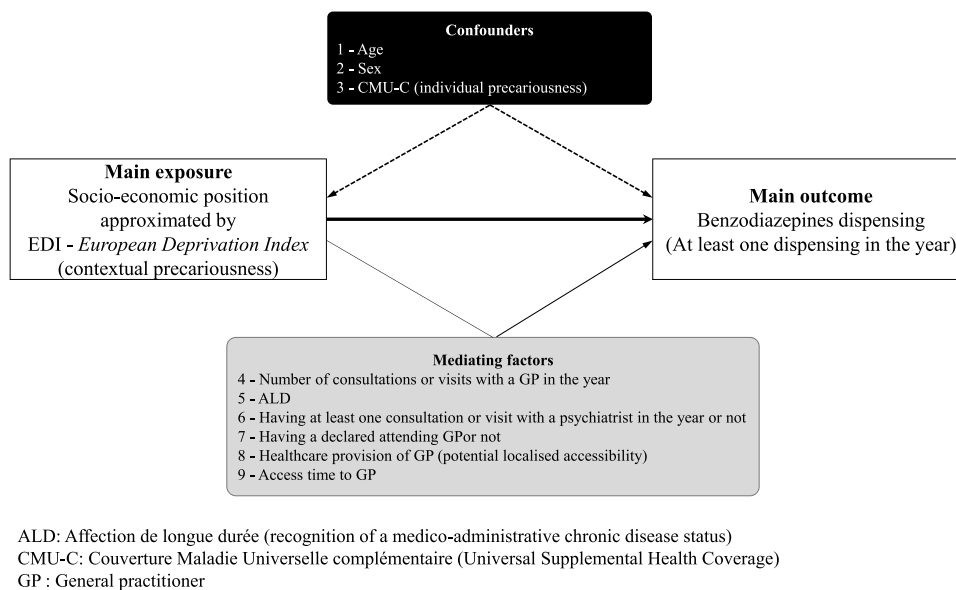 Confounders
1 - Age
2 - Sex
3 - CMU-C (individual precariousness)
Main exposure
Socio-economic position
approximated by
EDI - European Deprivation Index
(contextual precariousness)
Main outcome
Benzodiazepines dispensing
(At least one dispensing in the year)
Mediating factors
4 - Number of consultations or visits with a GP in the year
5 - ALD
6 - Having at least one consultation or visit with a psychiatrist in the year or not
7 - Having a declared attending GPor not
8 - Healthcare provision of GP (potential localised accessibility)
9 - Access time to GP
ALD: Affection de longue durée (recognition of a medico-administrative chronic disease status)
CMU-C: Couverture Maladie Universelle complémentaire (Universal Supplemental Health Coverage)
GP : General practitioner